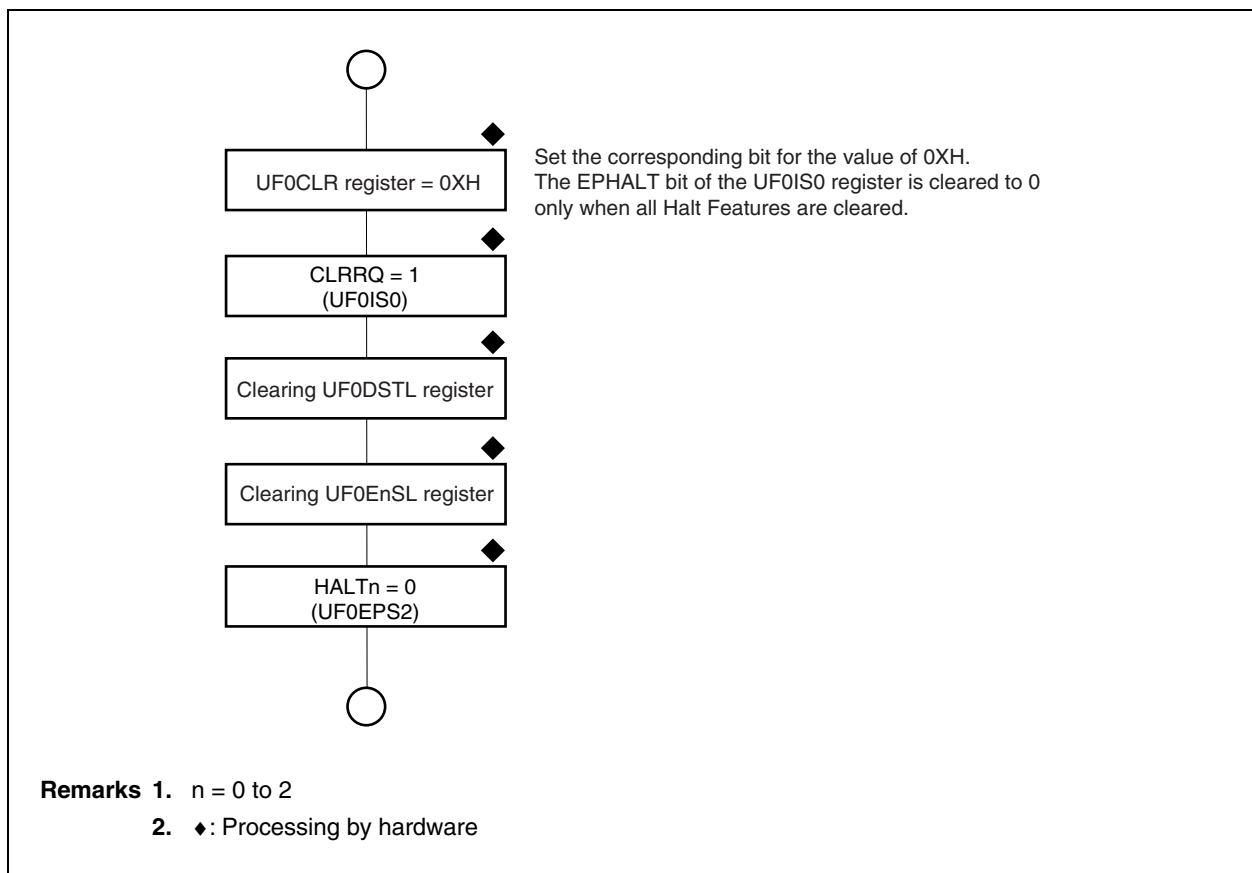 UF0CLR register = 0XH
Set the corresponding bit for the value of 0XH.
The EPHALT bit of the UF0IS0 register is cleared to 0
only when all Halt Features are cleared.
CLRRQ = 1
(UF0IS0)
Clearing UF0DSTL register
Clearing UF0EnSL register
HALTn = 0
(UF0EPS2)
Remarks 1. n = 0 to 2
2. ♦: Processing by hardware